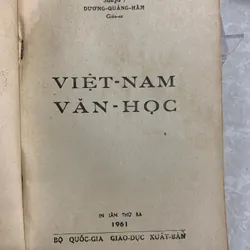 DƯƠNG-QUẢNG-HÀM
Giáo-sư
VIỆT-NAM
VĂN-HỌC
IN LẦN THỨ BA
1961
BỘ QUỐC-GIA GIÁO-DỤC XUẤT-BẢN